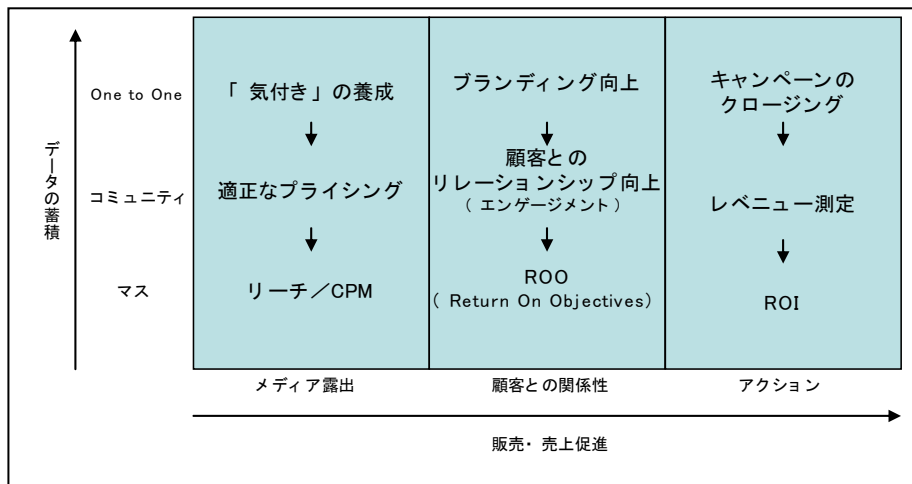 One to One
コミュニティ
マス
データの蓄積
「気付き」の養成
適正なプライシング
リーチ／CPM
ブランディング向上
顧客との
リレーションシップ向上
（エンゲージメント）
ROO
（Return On Objectives）
キャンペーンの
クロージング
レベニュー測定
ROI
メディア露出
顧客との関係性
アクション
販売・売上促進